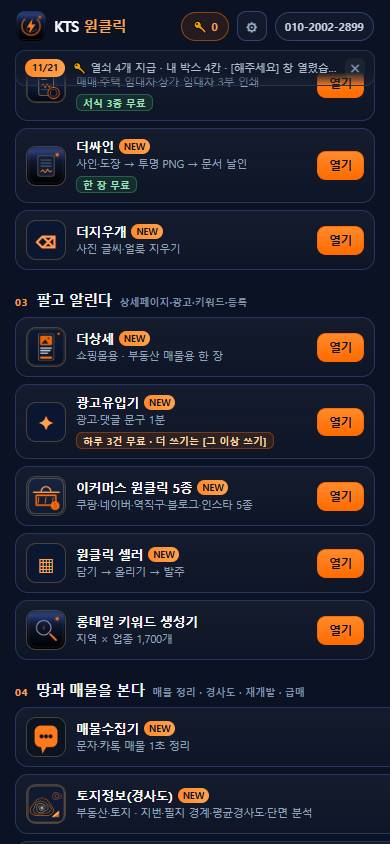 KTS 원클릭
0
010-2002-2899
11/21 열쇠 4개 지급 · 내 박스 4칸 · [해주세요] 창 열렸습...
매매·주택 임대차·상가 임대차 3부 인쇄
열기
서식 3종 무료
더싸인 NEW
사인·도장 → 투명 PNG → 문서 날인
한 장 무료
열기
더지우개 NEW
사진 글씨·얼룩 지우기
열기
03 팔고 알린다 상세페이지·광고·키워드·등록
더상세 NEW
쇼핑몰용 · 부동산 매물용 한 장
열기
광고유입기 NEW
광고·댓글 문구 1분
하루 3건 무료 · 더 쓰기는 [그 이상 쓰기]
열기
이커머스 원클릭 5종 NEW
쿠팡·네이버·역직구·블로그·인스타 5종
열기
원클릭 셀러 NEW
담기 → 올리기 → 발주
열기
롱테일 키워드 생성기
지역 × 업종 1,700개
열기
04 땅과 매물을 본다 매물 정리 · 경사도 · 재개발 · 급매
매물수집기 NEW
문자·카톡 매물 1초 정리
토지정보(경사도) NEW
부동산·토지 · 지번·필지 경계·평균경사도·단면 분석